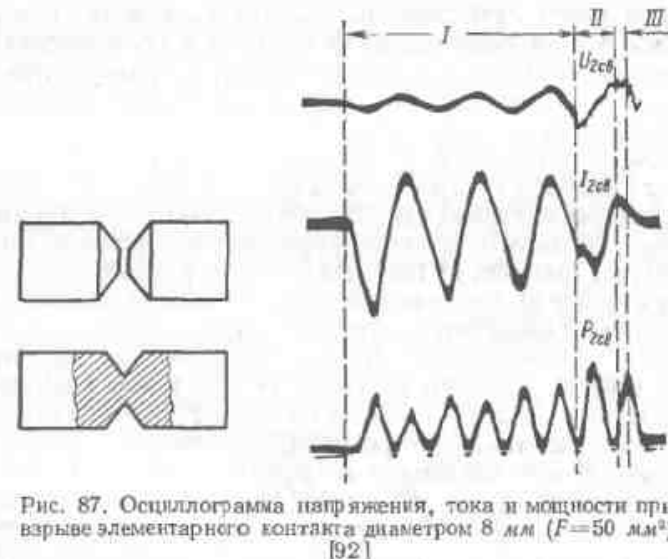 I II III
U₂св
I₂св
P₂св
Рис. 87. Осциллограмма напряжения, тока и мощности при
взрыве элементарного контакта диаметром 8 мм (F=50 мм²
[92]